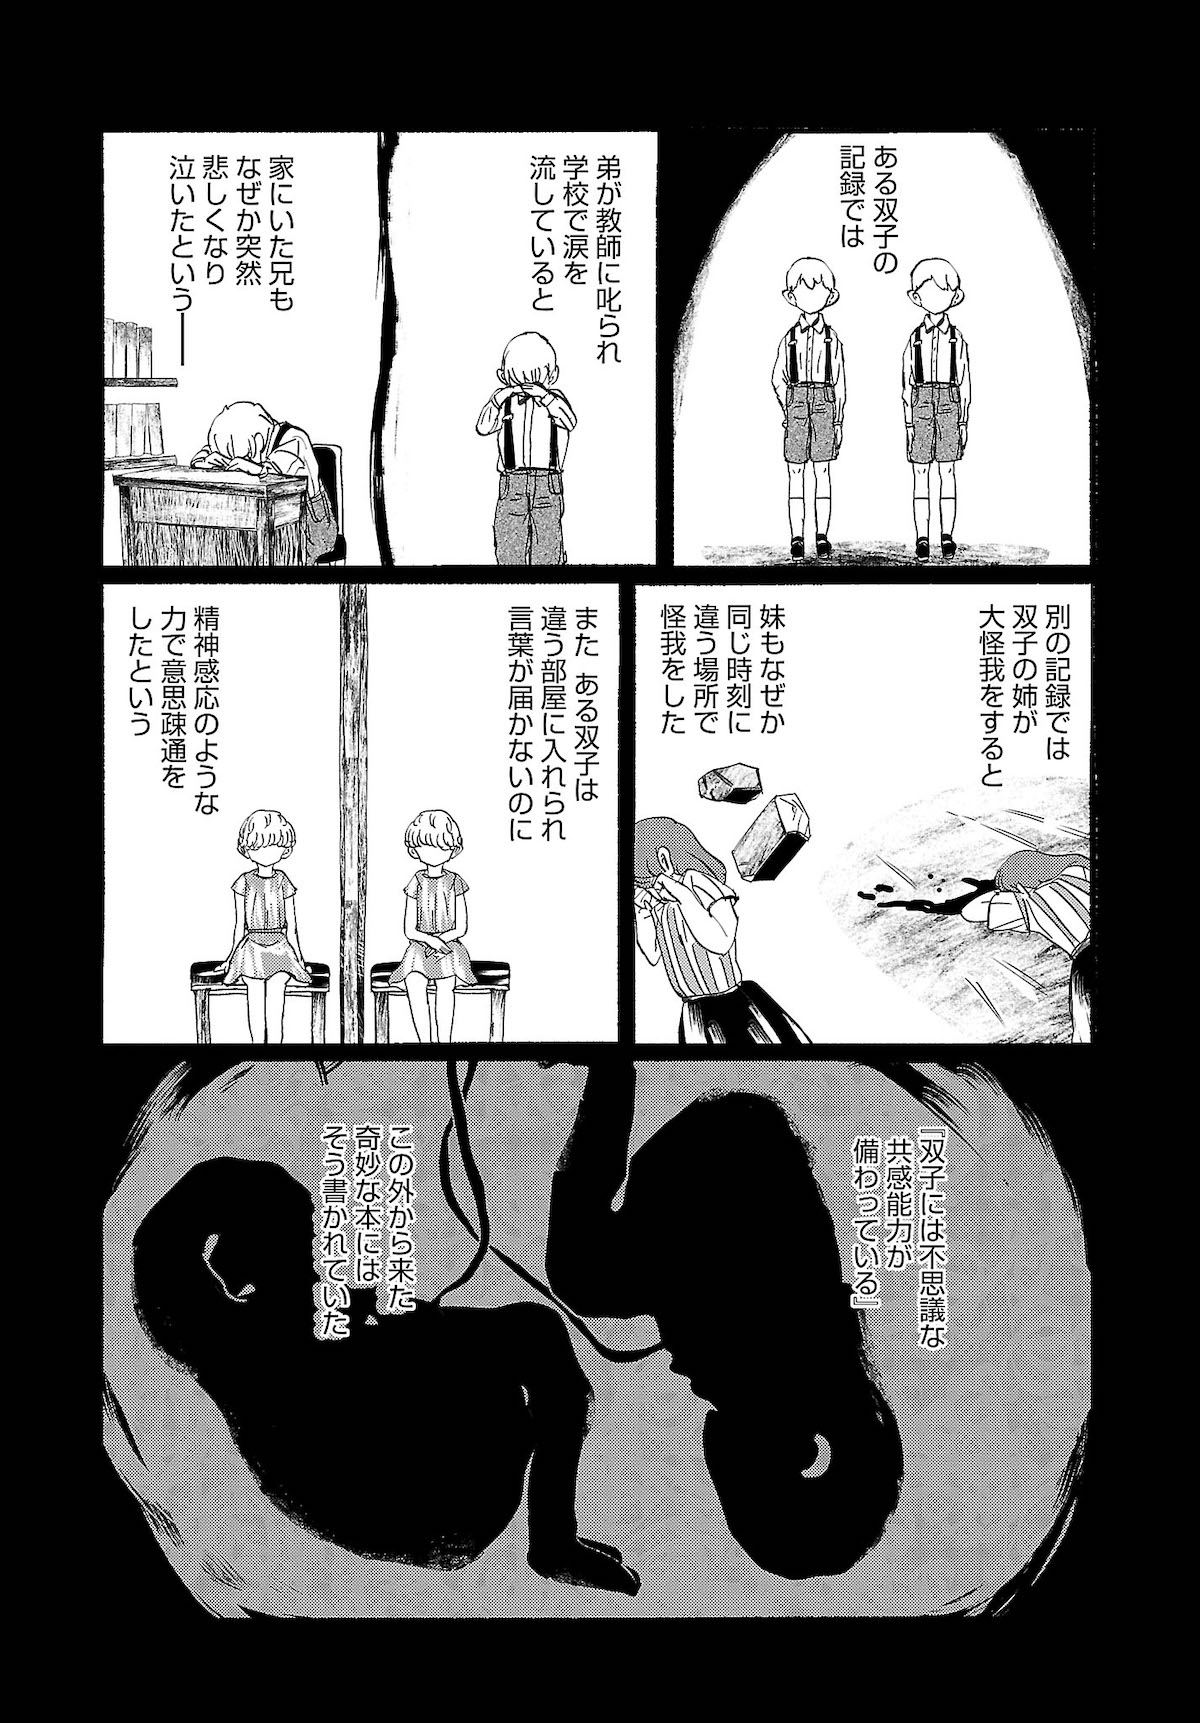 ある双子の
記録では
弟が教師に叱られ
学校で涙を
流していると
家にいた兄も
なぜか突然
悲しくなり
泣いたという――
別の記録では
双子の姉が
大怪我をすると
妹もなぜか
同じ時刻に
違う場所で
怪我をした
また ある双子は
違う部屋に入れられ
言葉が届かないのに
精神感応のような
力で意思疎通を
したという
『双子には不思議な
共感能力が
備わっている』
この外から来た
奇妙な本には
そう書かれていた